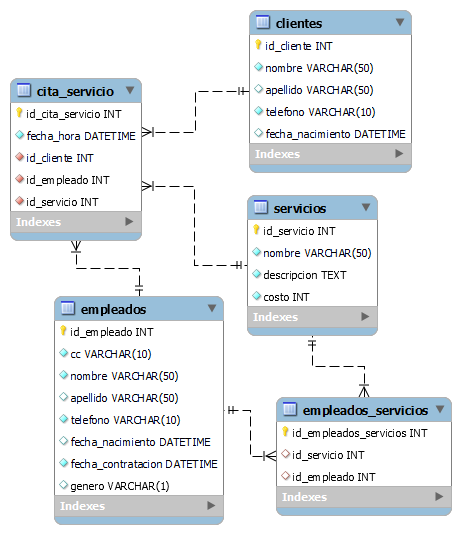 clientes
id_cliente INT
nombre VARCHAR(50)
apellido VARCHAR(50)
telefono VARCHAR(10)
fecha_nacimiento DATETIME
Indexes
cita_servicio
id_cita_servicio INT
fecha_hora DATETIME
id_cliente INT
id_empleado INT
id_servicio INT
Indexes
servicios
id_servicio INT
nombre VARCHAR(50)
descripcion TEXT
costo INT
Indexes
empleados
id_empleado INT
cc VARCHAR(10)
nombre VARCHAR(50)
apellido VARCHAR(50)
telefono VARCHAR(10)
fecha_nacimiento DATETIME
fecha_contratacion DATETIME
genero VARCHAR(1)
Indexes
empleados_servicios
id_empleados_servicios INT
id_servicio INT
id_empleado INT
Indexes